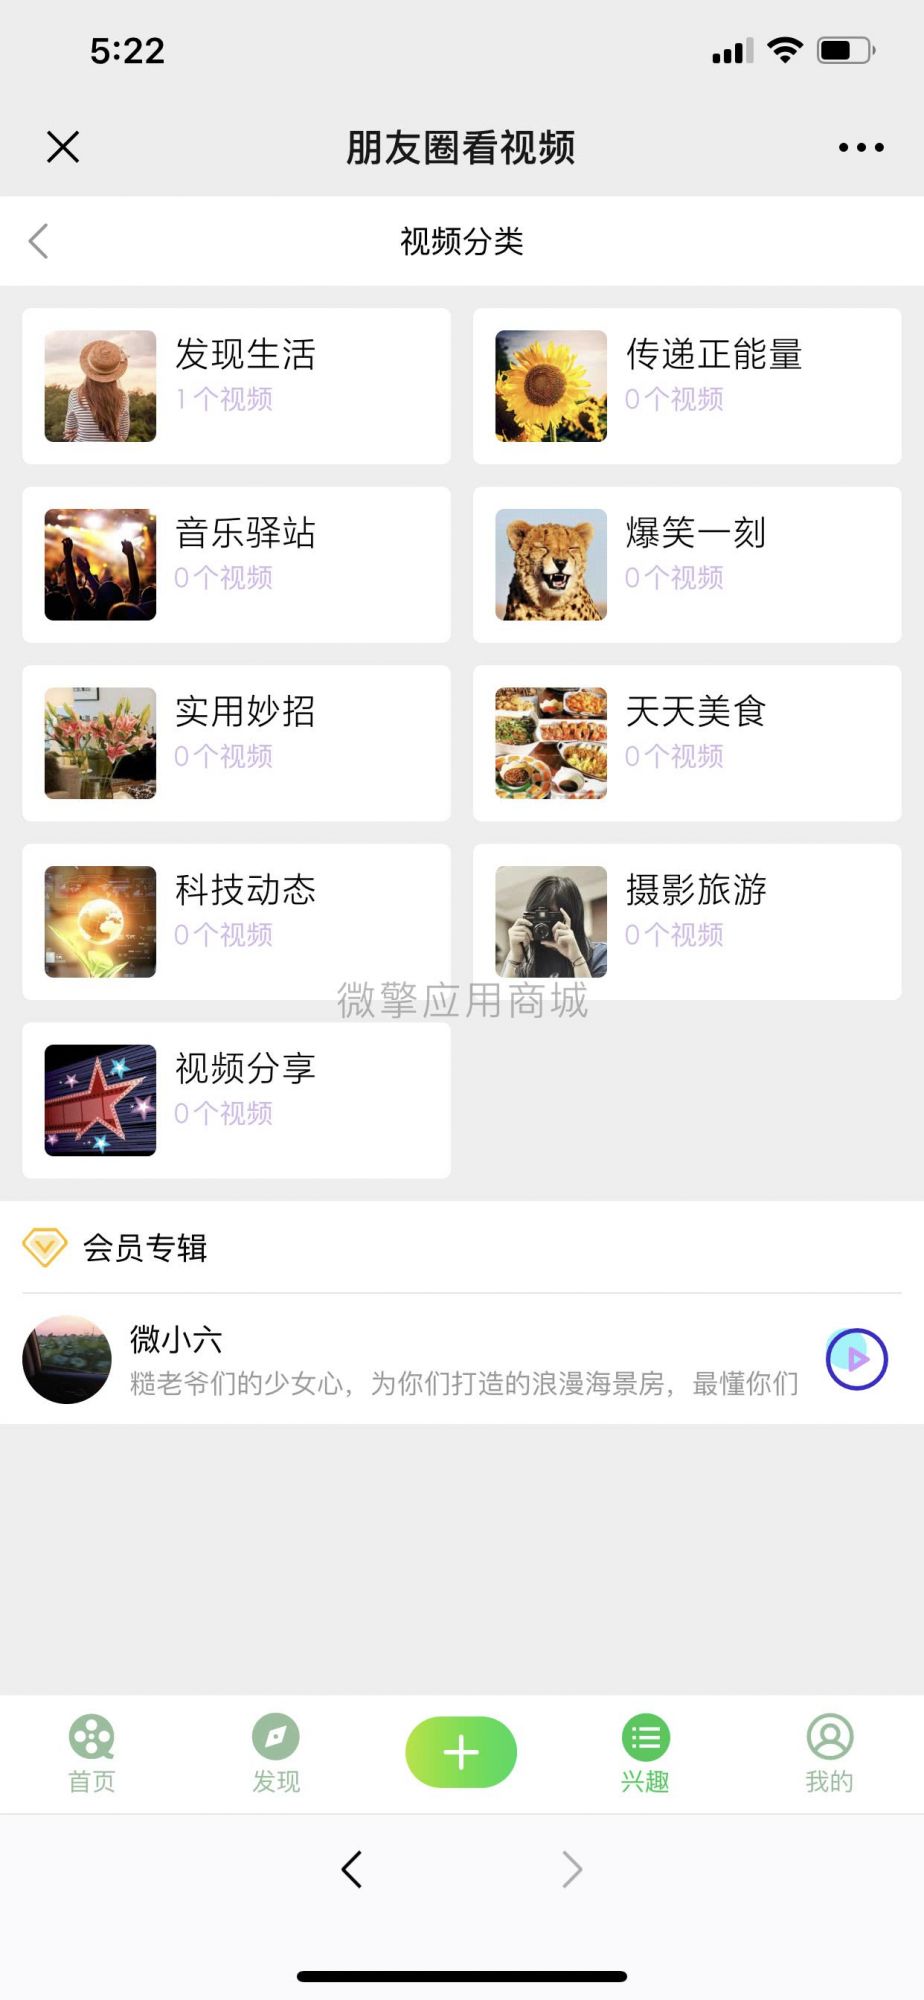 5:22
朋友圈看视频
视频分类
发现生活
1个视频
传递正能量
0个视频
音乐驿站
0个视频
爆笑一刻
0个视频
实用妙招
0个视频
天天美食
0个视频
科技动态
0个视频
摄影旅游
0个视频
微擎应用商城
视频分享
0个视频
会员专辑
微小六
糙老爷们的少女心，为你们打造的浪漫海景房，最懂你们
首页
发现
兴趣
我的